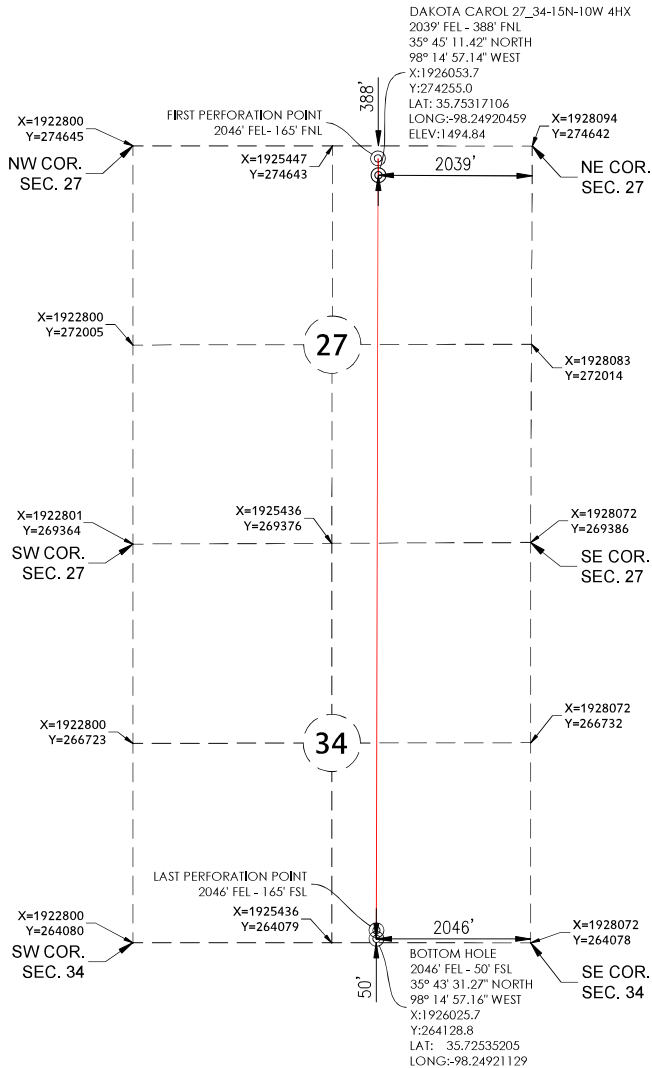 DAKOTA CAROL 27_34-15N-10W 4HX
2039' FEL - 388' FNL
35° 45' 11.42" NORTH
98° 14' 57.14" WEST
X:1926053.7
Y:274255.0
LAT: 35.75317106
LONG:-98.24920459
ELEV:1494.84
388'
FIRST PERFORATION POINT
2046' FEL- 165' FNL
X=1922800
Y=274645
NW COR.
SEC. 27
X=1925447
Y=274643
2039'
X=1928094
Y=274642
NE COR.
SEC. 27
X=1922800
Y=272005
27
X=1928083
Y=272014
X=1922801
Y=269364
SW COR.
SEC. 27
X=1925436
Y=269376
X=1928072
Y=269386
SE COR.
SEC. 27
X=1922800
Y=266723
34
X=1928072
Y=266732
LAST PERFORATION POINT
2046' FEL - 165' FSL
X=1922800
Y=264080
SW COR.
SEC. 34
X=1925436
Y=264079
2046'
X=1928072
Y=264078
SE COR.
SEC. 34
50'
BOTTOM HOLE
2046' FEL - 50' FSL
35° 43' 31.27" NORTH
98° 14' 57.16" WEST
X:1926025.7
Y:264128.8
LAT: 35.72535205
LONG:-98.24921129